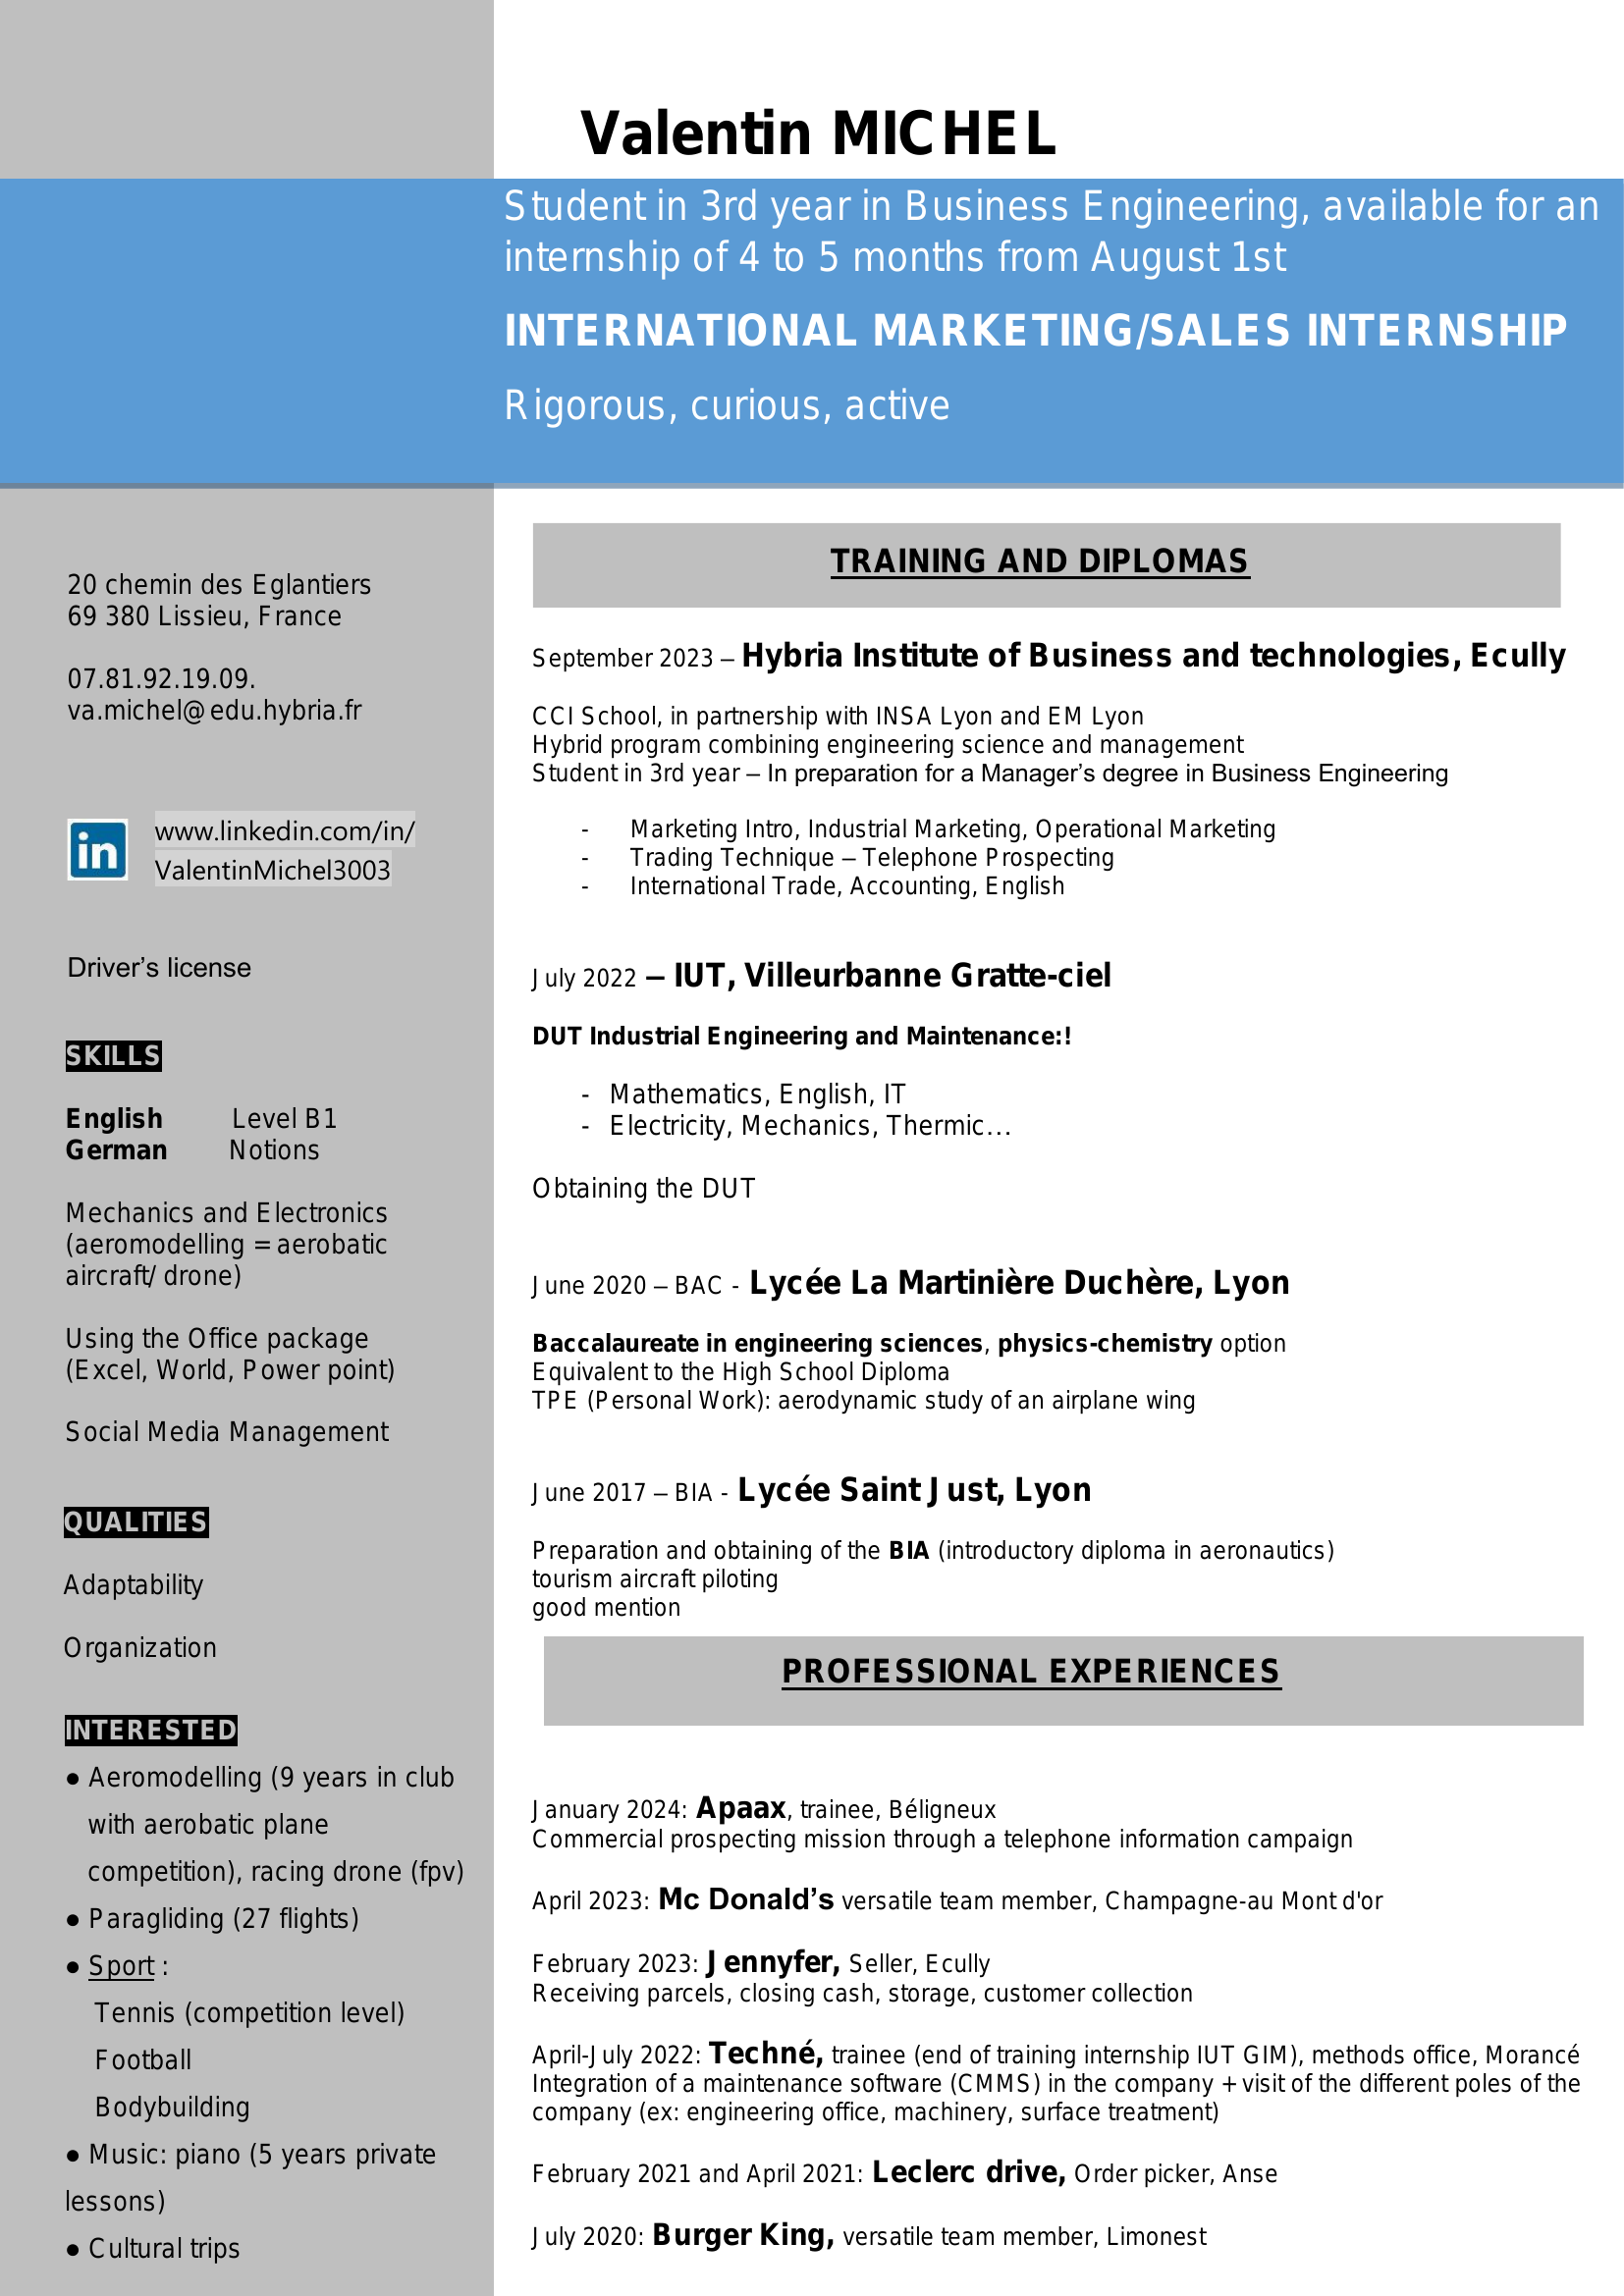 Valentin MICHEL
Student in 3rd year in Business Engineering, available for an
internship of 4 to 5 months from August 1st
INTERNATIONAL MARKETING/SALES INTERNSHIP
Rigorous, curious, active
20 chemin des Eglantiers
69 380 Lissieu, France
07.81.92.19.09.
va.michel@edu.hybria.fr
in
www.linkedin.com/in/
ValentinMichel3003
Driver’s license
SKILLS
English Level B1
German Notions
Mechanics and Electronics
(aeromodelling = aerobatic
aircraft/ drone)
Using the Office package
(Excel, World, Power point)
Social Media Management
QUALITIES
Adaptability
Organization
INTERESTED
● Aeromodelling (9 years in club
with aerobatic plane
competition), racing drone (fpv)
● Paragliding (27 flights)
● Sport :
Tennis (competition level)
Football
Bodybuilding
● Music: piano (5 years private
lessons)
● Cultural trips
TRAINING AND DIPLOMAS
September 2023 – Hybria Institute of Business and technologies, Ecully
CCI School, in partnership with INSA Lyon and EM Lyon
Hybrid program combining engineering science and management
Student in 3rd year – In preparation for a Manager’s degree in Business Engineering
- Marketing Intro, Industrial Marketing, Operational Marketing
- Trading Technique – Telephone Prospecting
- International Trade, Accounting, English
July 2022 – IUT, Villeurbanne Gratte-ciel
DUT Industrial Engineering and Maintenance:!
- Mathematics, English, IT
- Electricity, Mechanics, Thermic…
Obtaining the DUT
June 2020 – BAC - Lycée La Martinière Duchère, Lyon
Baccalaureate in engineering sciences, physics-chemistry option
Equivalent to the High School Diploma
TPE (Personal Work): aerodynamic study of an airplane wing
June 2017 – BIA - Lycée Saint Just, Lyon
Preparation and obtaining of the BIA (introductory diploma in aeronautics)
tourism aircraft piloting
good mention
PROFESSIONAL EXPERIENCES
January 2024: Apaax, trainee, Béligneux
Commercial prospecting mission through a telephone information campaign
April 2023: Mc Donald’s versatile team member, Champagne-au Mont d'or
February 2023: Jennyfer, Seller, Ecully
Receiving parcels, closing cash, storage, customer collection
April-July 2022: Techné, trainee (end of training internship IUT GIM), methods office, Morancé
Integration of a maintenance software (CMMS) in the company + visit of the different poles of the
company (ex: engineering office, machinery, surface treatment)
February 2021 and April 2021: Leclerc drive, Order picker, Anse
July 2020: Burger King, versatile team member, Limonest